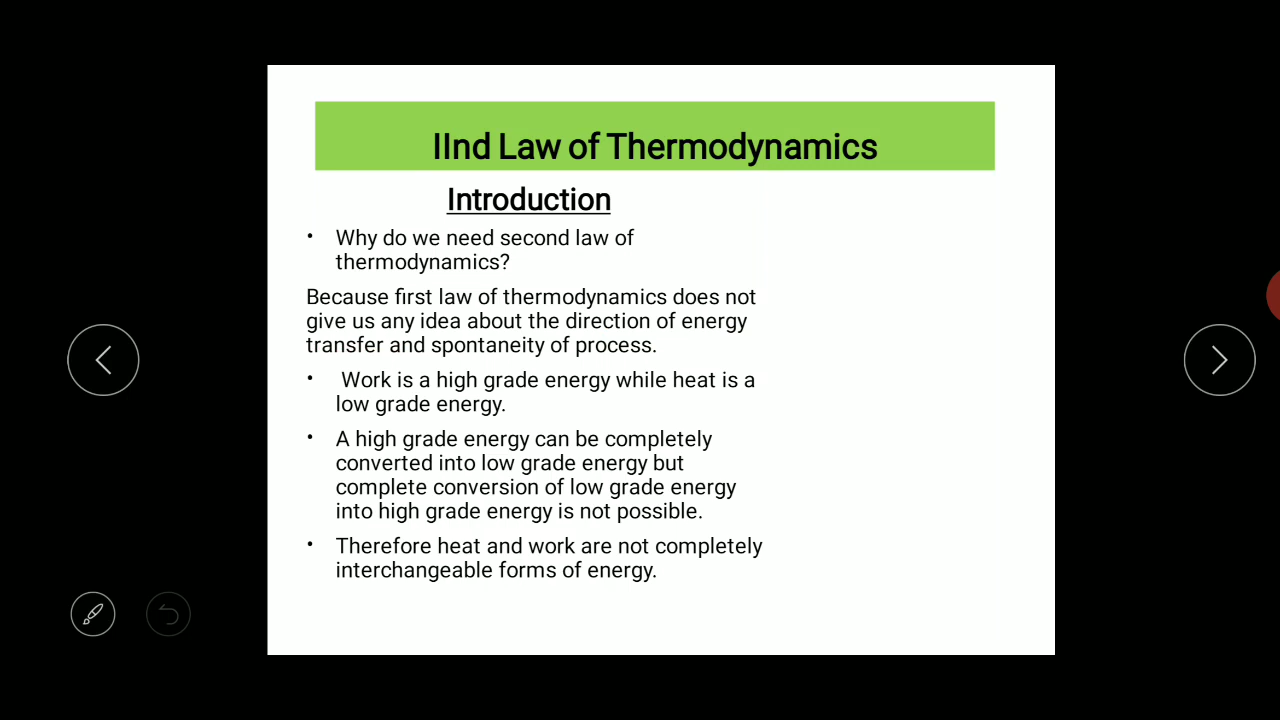 IInd Law of Thermodynamics
Introduction
• Why do we need second law of
thermodynamics?
Because first law of thermodynamics does not
give us any idea about the direction of energy
transfer and spontaneity of process.
• Work is a high grade energy while heat is a
low grade energy.
• A high grade energy can be completely
converted into low grade energy but
complete conversion of low grade energy
into high grade energy is not possible.
• Therefore heat and work are not completely
interchangeable forms of energy.